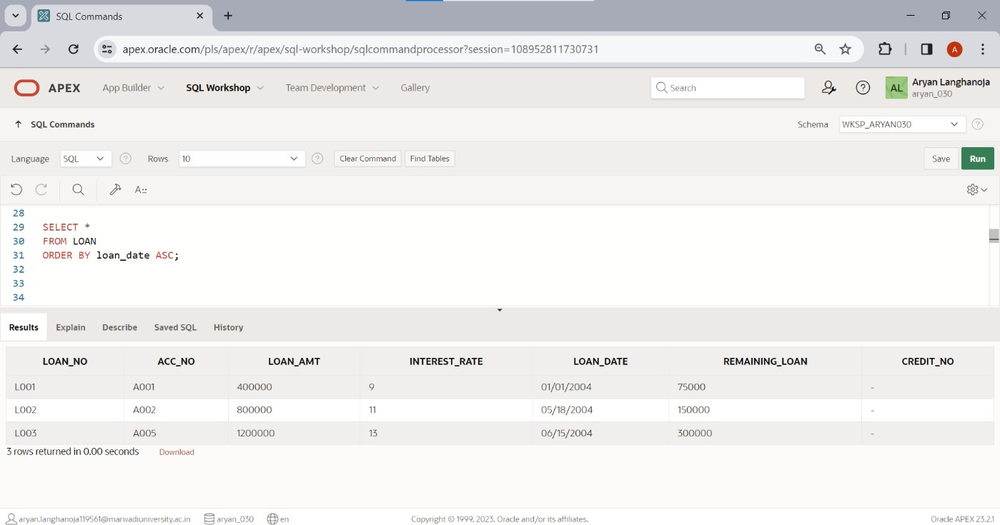 SQL Commands
apex.oracle.com/pls/apex/r/apex/sql-workshop/sqlcommandprocessor?session=108952811730731
A
APEX App Builder SQL Workshop Team Development Gallery Search AL Aryan Langhanoja
aryan_030
SQL Commands Schema WKSP_ARYAN030
Language SQL Rows 10 Clear Command Find Tables Save Run
28
29 SELECT *
30 FROM LOAN
31 ORDER BY loan_date ASC;
32
33
34
Results Explain Describe Saved SQL History
LOAN_NO ACC_NO LOAN_AMT INTEREST_RATE LOAN_DATE REMAINING_LOAN CREDIT_NO
L001 A001 400000 9 01/01/2004 75000 -
L002 A002 800000 11 05/18/2004 150000 -
L003 A005 1200000 13 06/15/2004 300000 -
3 rows returned in 0.00 seconds Download
aryan.langhanoja119561@marwadiuniversity.ac.in aryan_030 en Copyright © 1999, 2023, Oracle and/or its affiliates. Oracle APEX 23.2.1